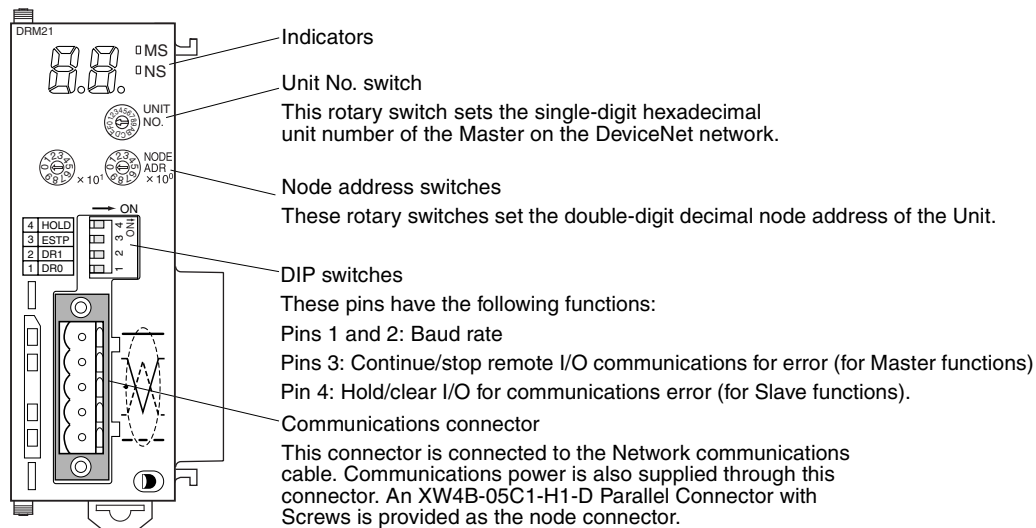 DRM21
MS
NS
UNIT
NO.
NODE
ADR
× 10¹
× 10⁰
→ ON
4 HOLD
3 ESTP
2 DR1
1 DR0
ON
4
3
2
1
Indicators
Unit No. switch
This rotary switch sets the single-digit hexadecimal
unit number of the Master on the DeviceNet network.
Node address switches
These rotary switches set the double-digit decimal node address of the Unit.
DIP switches
These pins have the following functions:
Pins 1 and 2: Baud rate
Pins 3: Continue/stop remote I/O communications for error (for Master functions)
Pin 4: Hold/clear I/O for communications error (for Slave functions).
Communications connector
This connector is connected to the Network communications
cable. Communications power is also supplied through this
connector. An XW4B-05C1-H1-D Parallel Connector with
Screws is provided as the node connector.